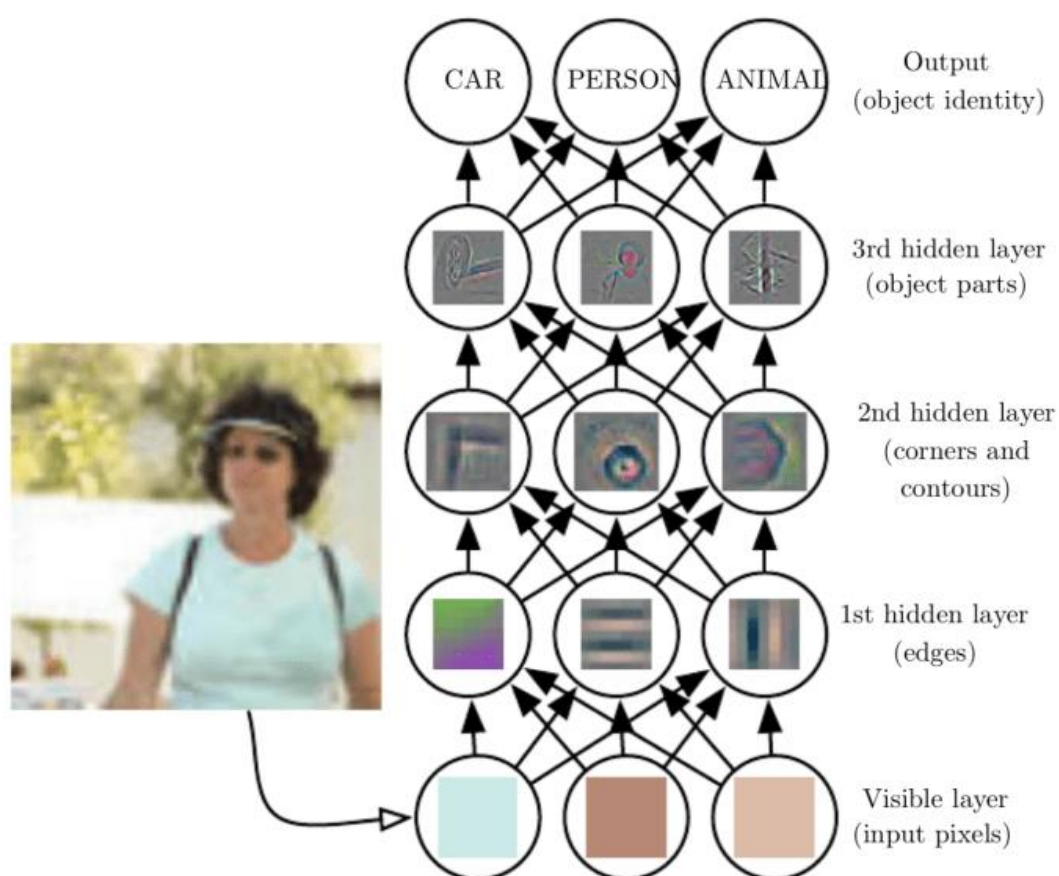 CAR PERSON ANIMAL
Output
(object identity)
3rd hidden layer
(object parts)
2nd hidden layer
(corners and
contours)
1st hidden layer
(edges)
Visible layer
(input pixels)